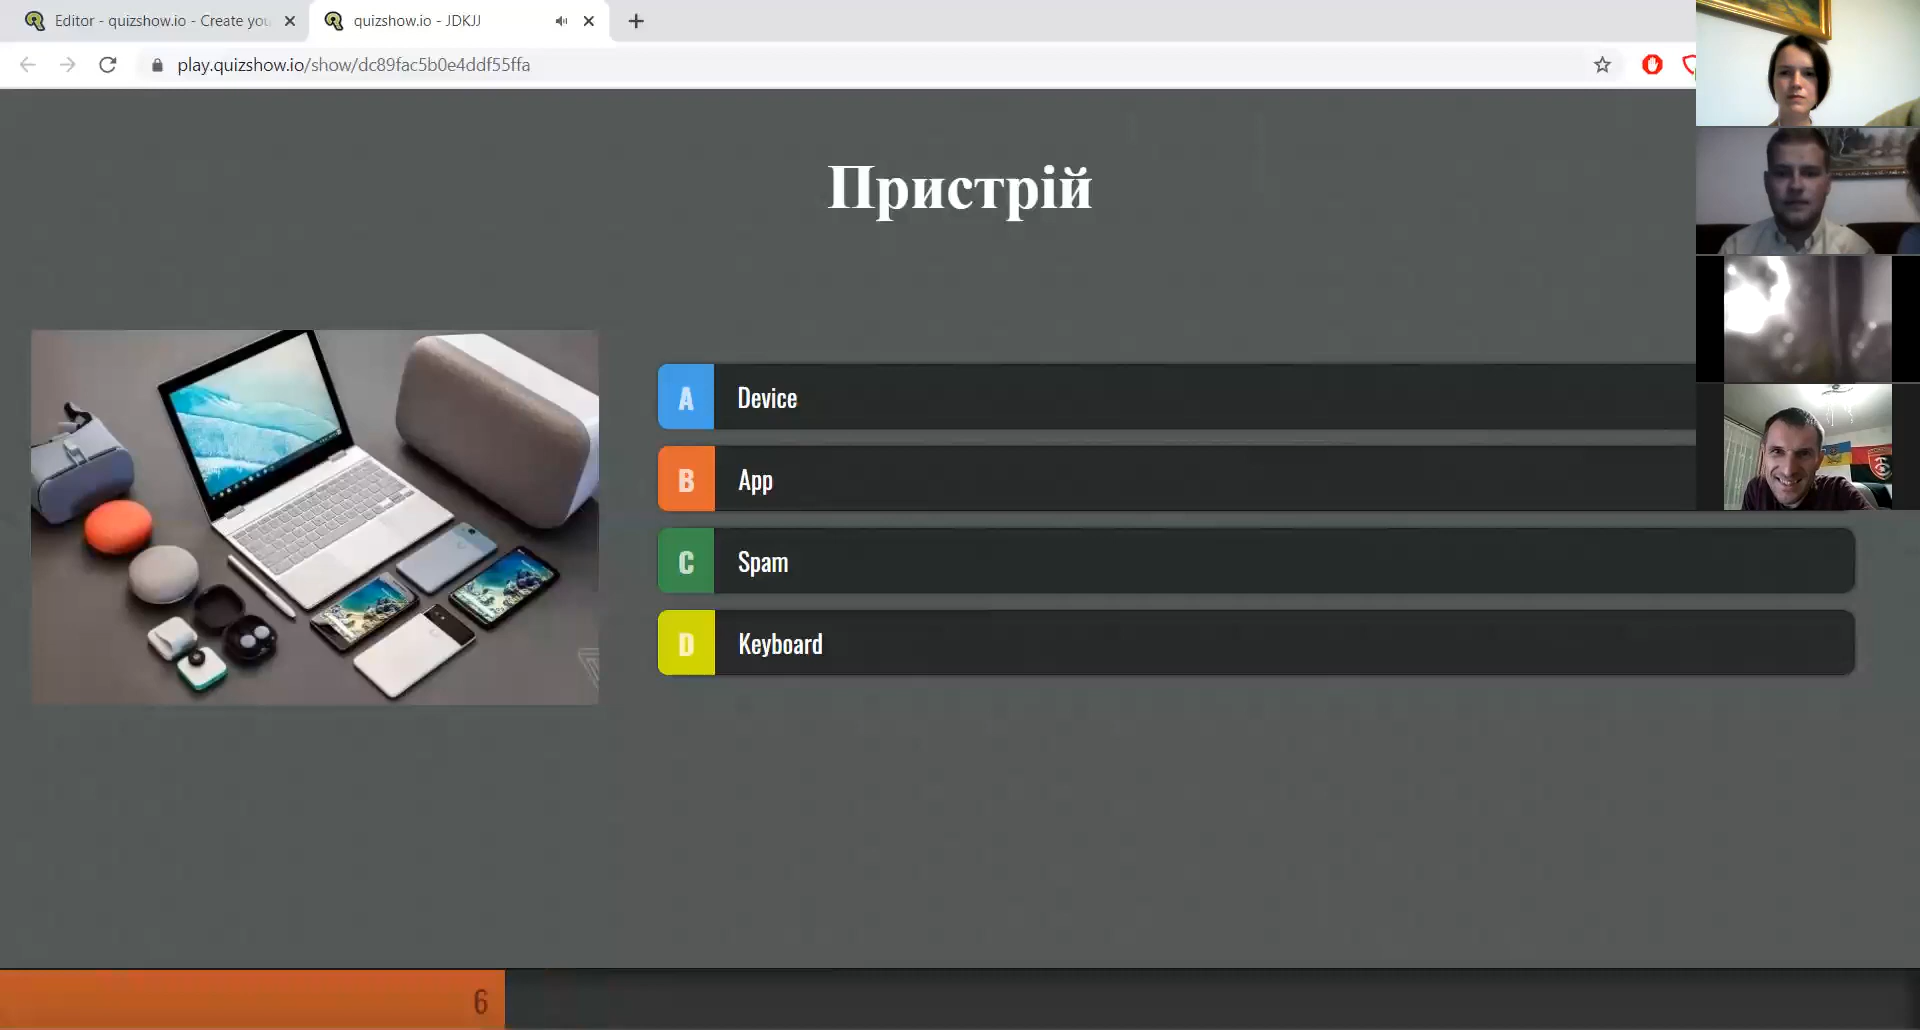 Editor - quizshow.io - Create you
quizshow.io - JDKJJ
play.quizshow.io/show/dc89fac5b0e4ddf55ffa
Пристрій
A Device
B App
C Spam
D Keyboard
6